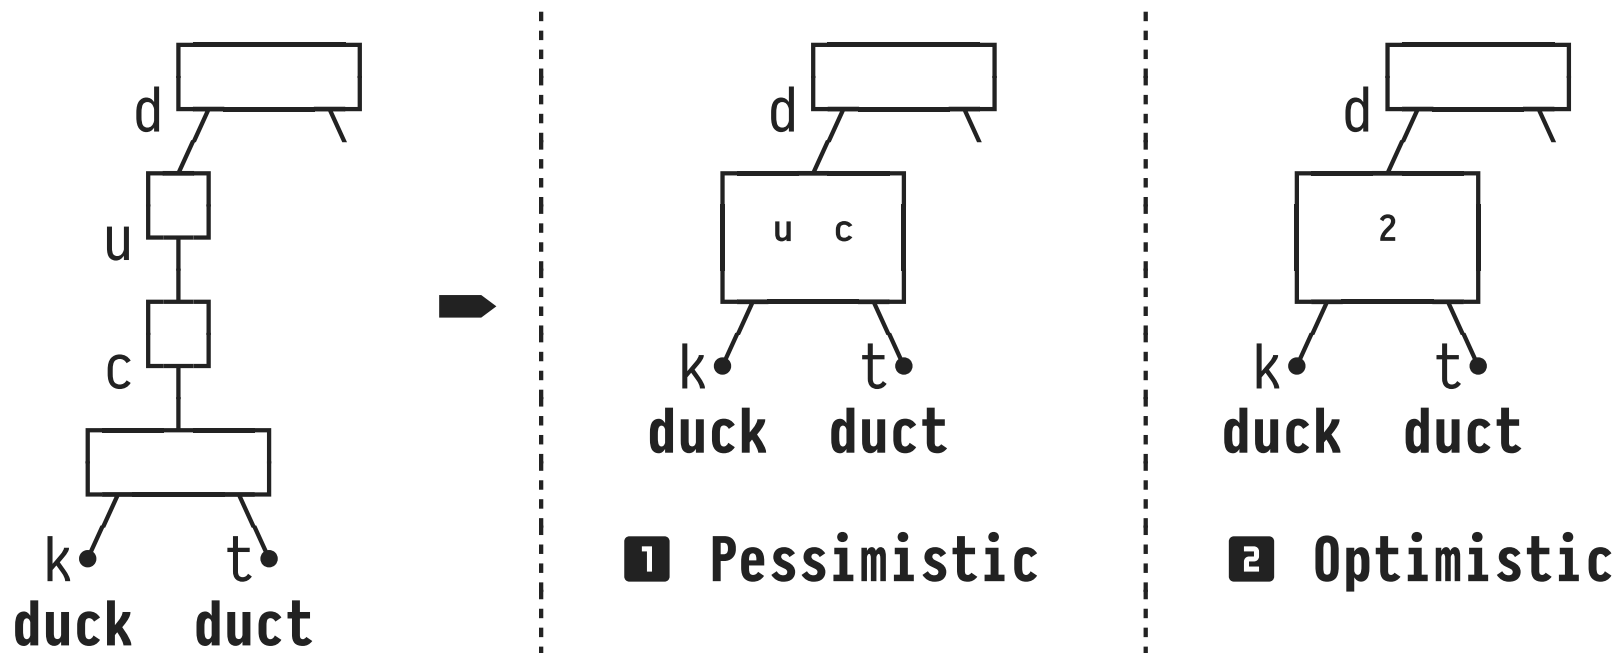 d
u
c
k t
duck duct
d
u c
k t
duck duct
1 Pessimistic
d
2
k t
duck duct
2 Optimistic